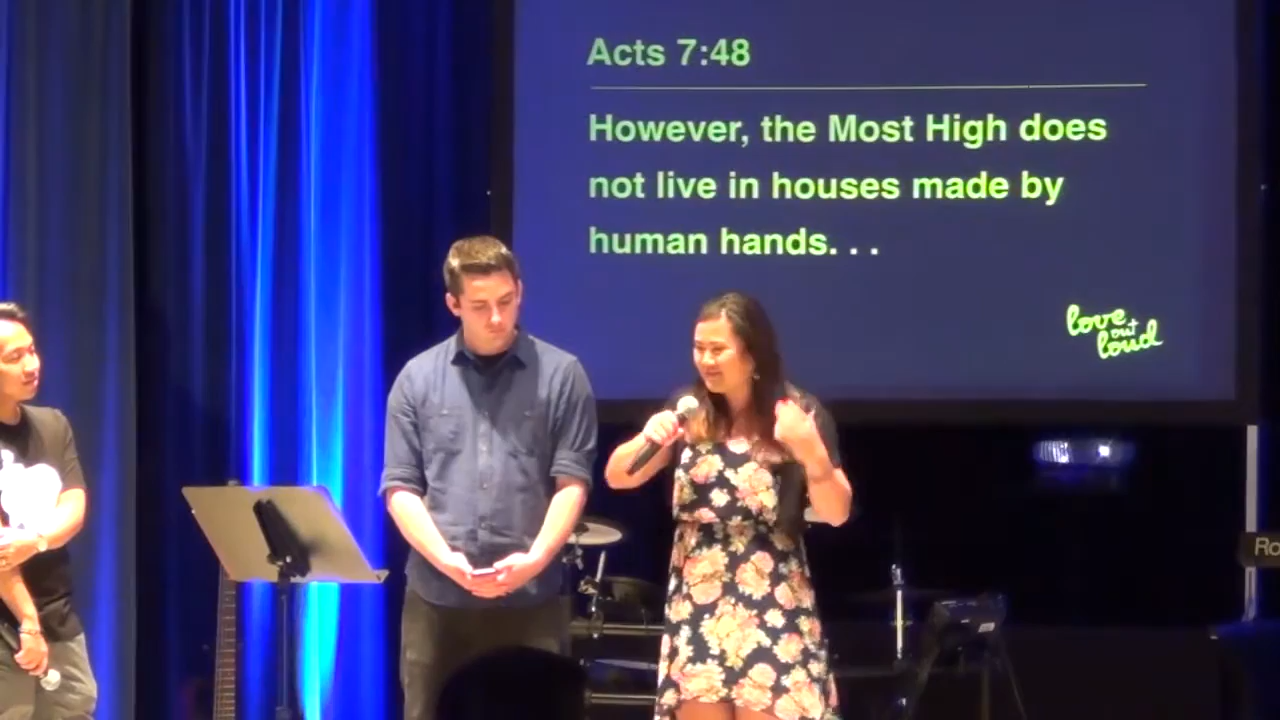 Acts 7:48
However, the Most High does
not live in houses made by
human hands. . .
love out
loud
Ro